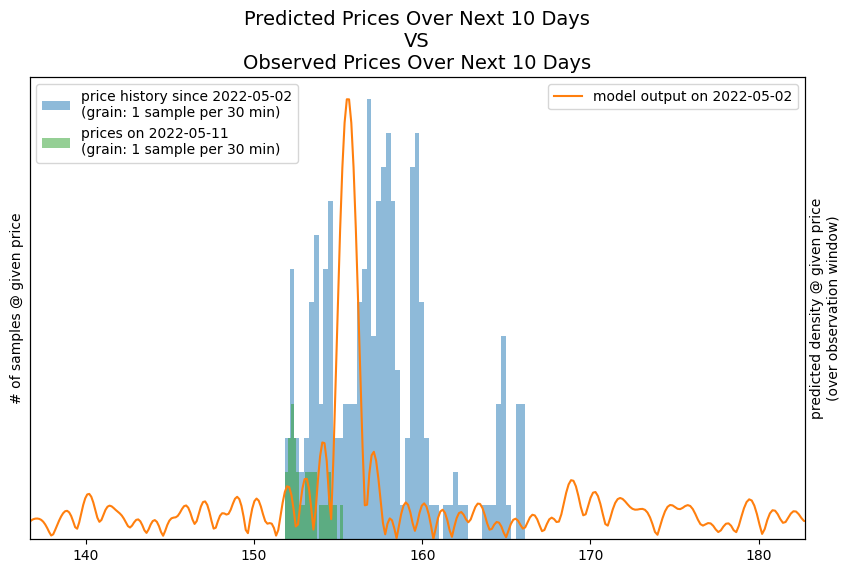 Predicted Prices Over Next 10 Days
VS
Observed Prices Over Next 10 Days
price history since 2022-05-02
(grain: 1 sample per 30 min)
prices on 2022-05-11
(grain: 1 sample per 30 min)
model output on 2022-05-02
# of samples @ given price
predicted density @ given price
(over observation window)
140
150
160
170
180